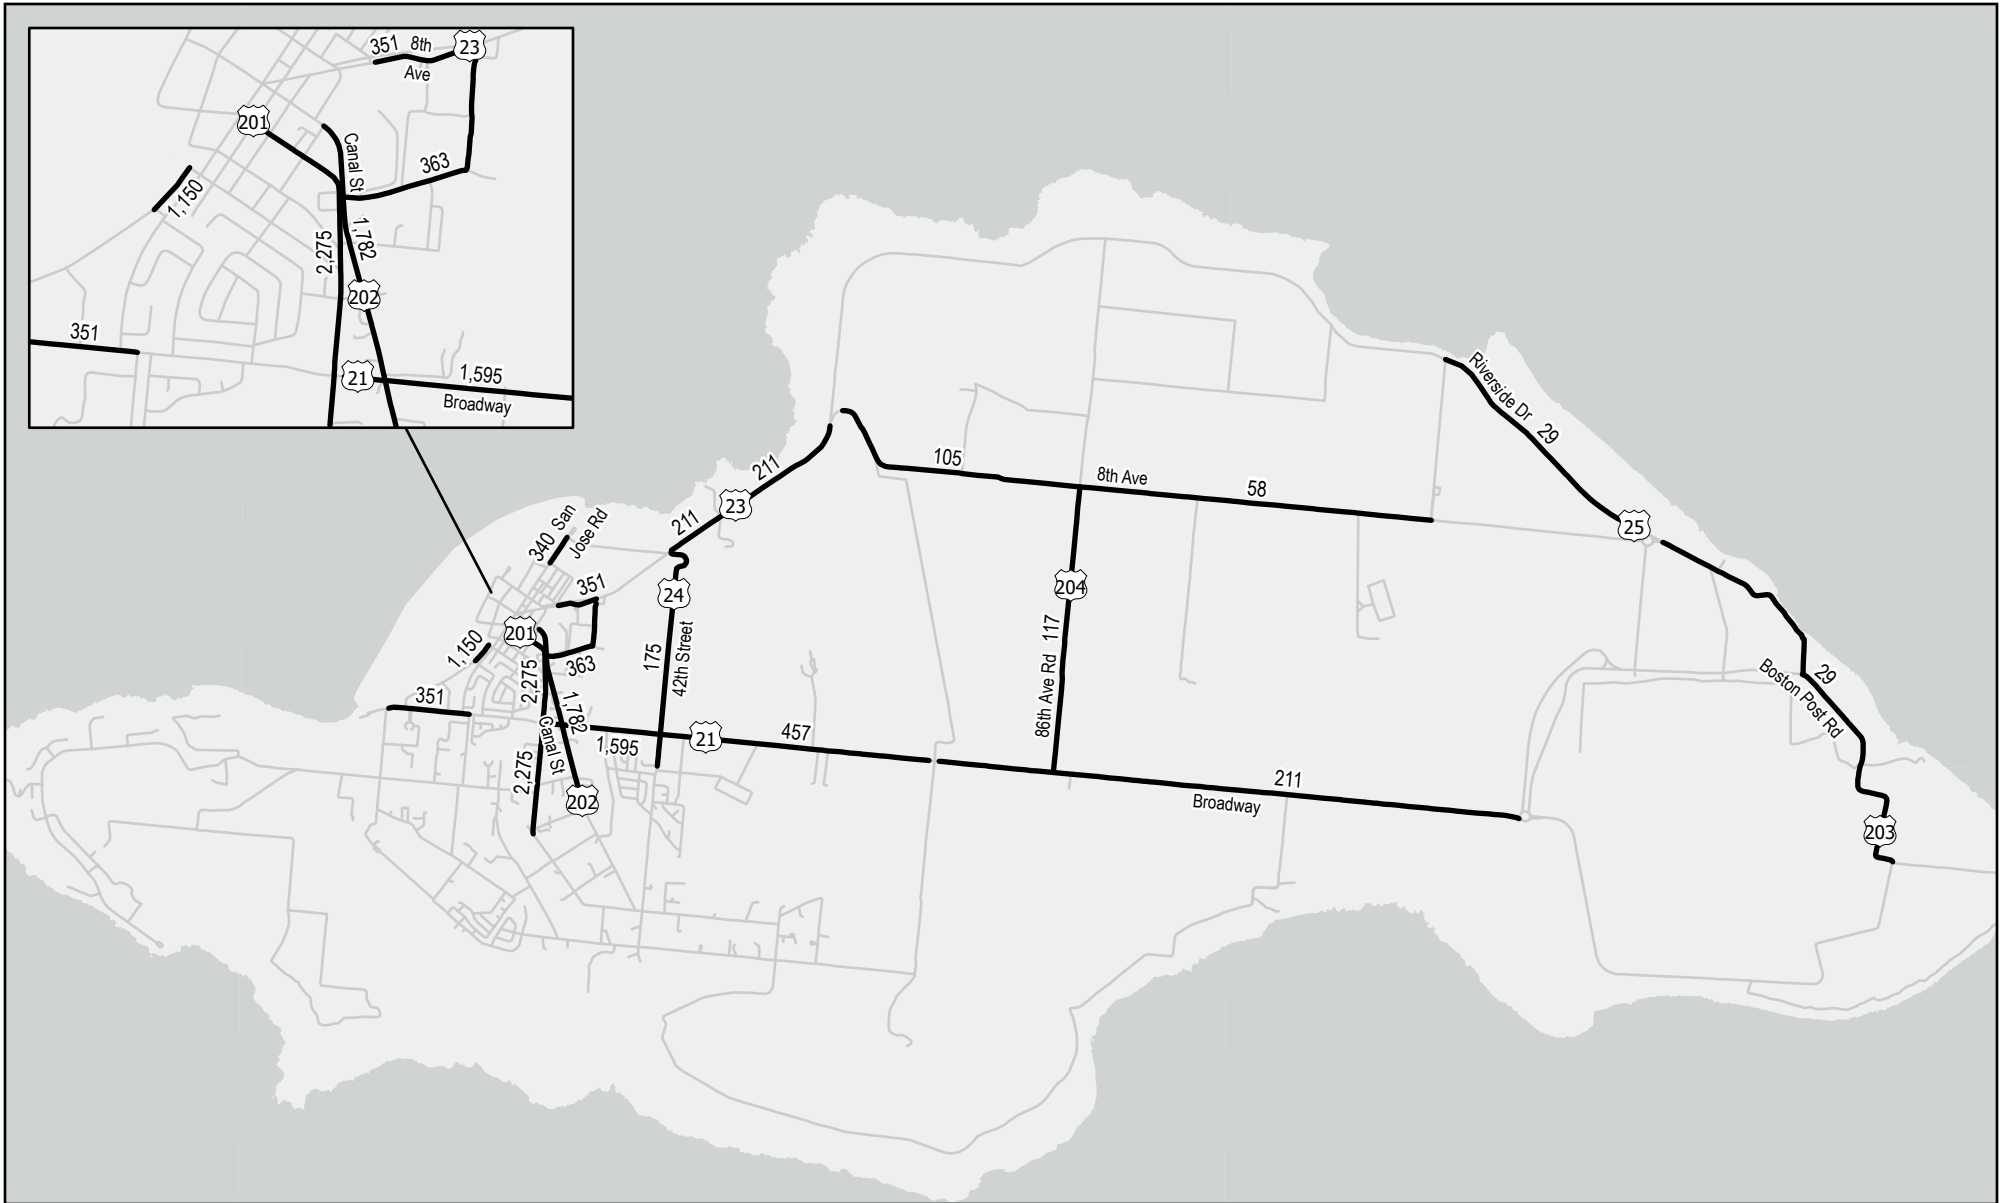 351 8th
Ave
23
201
Canal St
363
1,150
2,275
1,782
202
351
21
1,595
Broadway
Riverside Dr 29
105
8th Ave
58
211
23
211
25
340 San
Jose Rd
351
24
204
201
1,150
363
175
42th Street
86th Ave Rd 117
2,275
1,782
351
29
Boston Post Rd
21
457
1,595
Canal St
2,275
202
211
Broadway
203